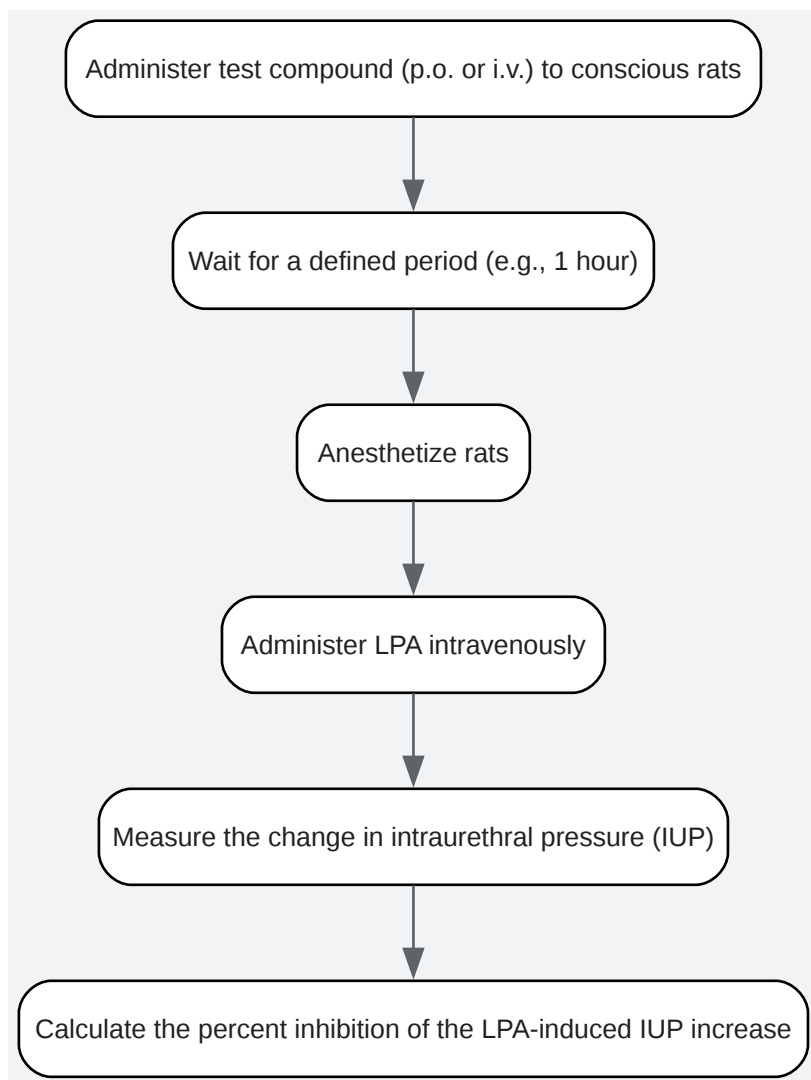 Administer test compound (p.o. or i.v.) to conscious rats
Wait for a defined period (e.g., 1 hour)
Anesthetize rats
Administer LPA intravenously
Measure the change in intraurethral pressure (IUP)
Calculate the percent inhibition of the LPA-induced IUP increase